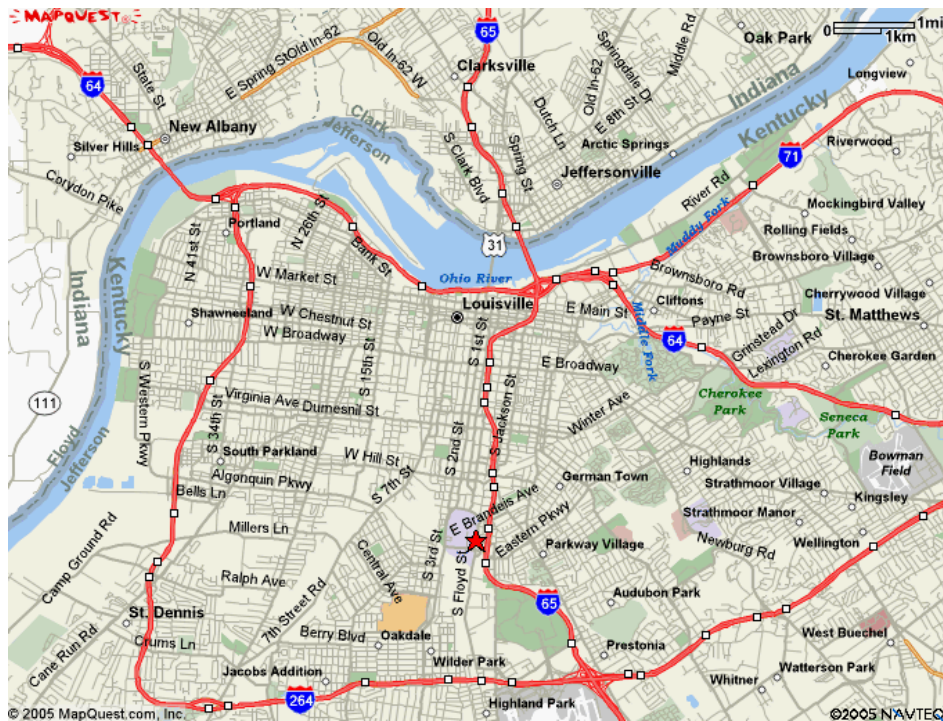 MAPQUEST
65
1mi
0
1km
Oak Park
Middle Rd
Springdale Dr
Old In-62
E Spring St
Old In-62
Old In-62 W
Clarksville
Longview
64
State St
Indiana
Kentucky
New Albany
Clark
Jefferson
Dutch Ln
E 8th St
Arctic Springs
Riverwood
71
Silver Hills
S Clark Blvd
Spring St
Jeffersonville
Corydon Pike
River Rd
Mockingbird Valley
Muddy Fork
Portland
N 26th St
N 41st St
Rolling Fields
31
Bank St
Brownsboro Village
Indiana
Kentucky
W Market St
Ohio River
Brownsboro Rd
Louisville
Cliftons
Cherrywood Village
Shawneeland
W Chestnut St
W Broadway
E Main St
Payne St
St. Matthews
Middle Fork
64
Grinstead Dr
Lexington Rd
S 1st St
S 15th St
E Broadway
Cherokee Garden
S Western Pkwy
111
Virginia Ave
Dumesnil St
S Jackson St
Cherokee
Park
Winter Ave
Seneca
Park
S 34th St
S 2nd St
Floyd
Jefferson
South Parkland
W Hill St
Bowman
Field
Highlands
Algonquin Pkwy
S 7th St
German Town
Strathmoor Village
Bells Ln
Kingsley
E Brandeis Ave
Strathmoor Manor
Millers Ln
Eastern Pkwy
Camp Ground Rd
Central Ave
S 3rd St
S Floyd St
Parkway Village
Newburg Rd
Wellington
Ralph Ave
7th Street Rd
65
Audubon Park
St. Dennis
Cane Run Rd
Crums Ln
Berry Blvd
Oakdale
Prestonia
West Buechel
Jacobs Addition
Wilder Park
Watterson Park
Whitner
264
Highland Park
© 2005 MapQuest.com, Inc.
©2005 NAVTEQ